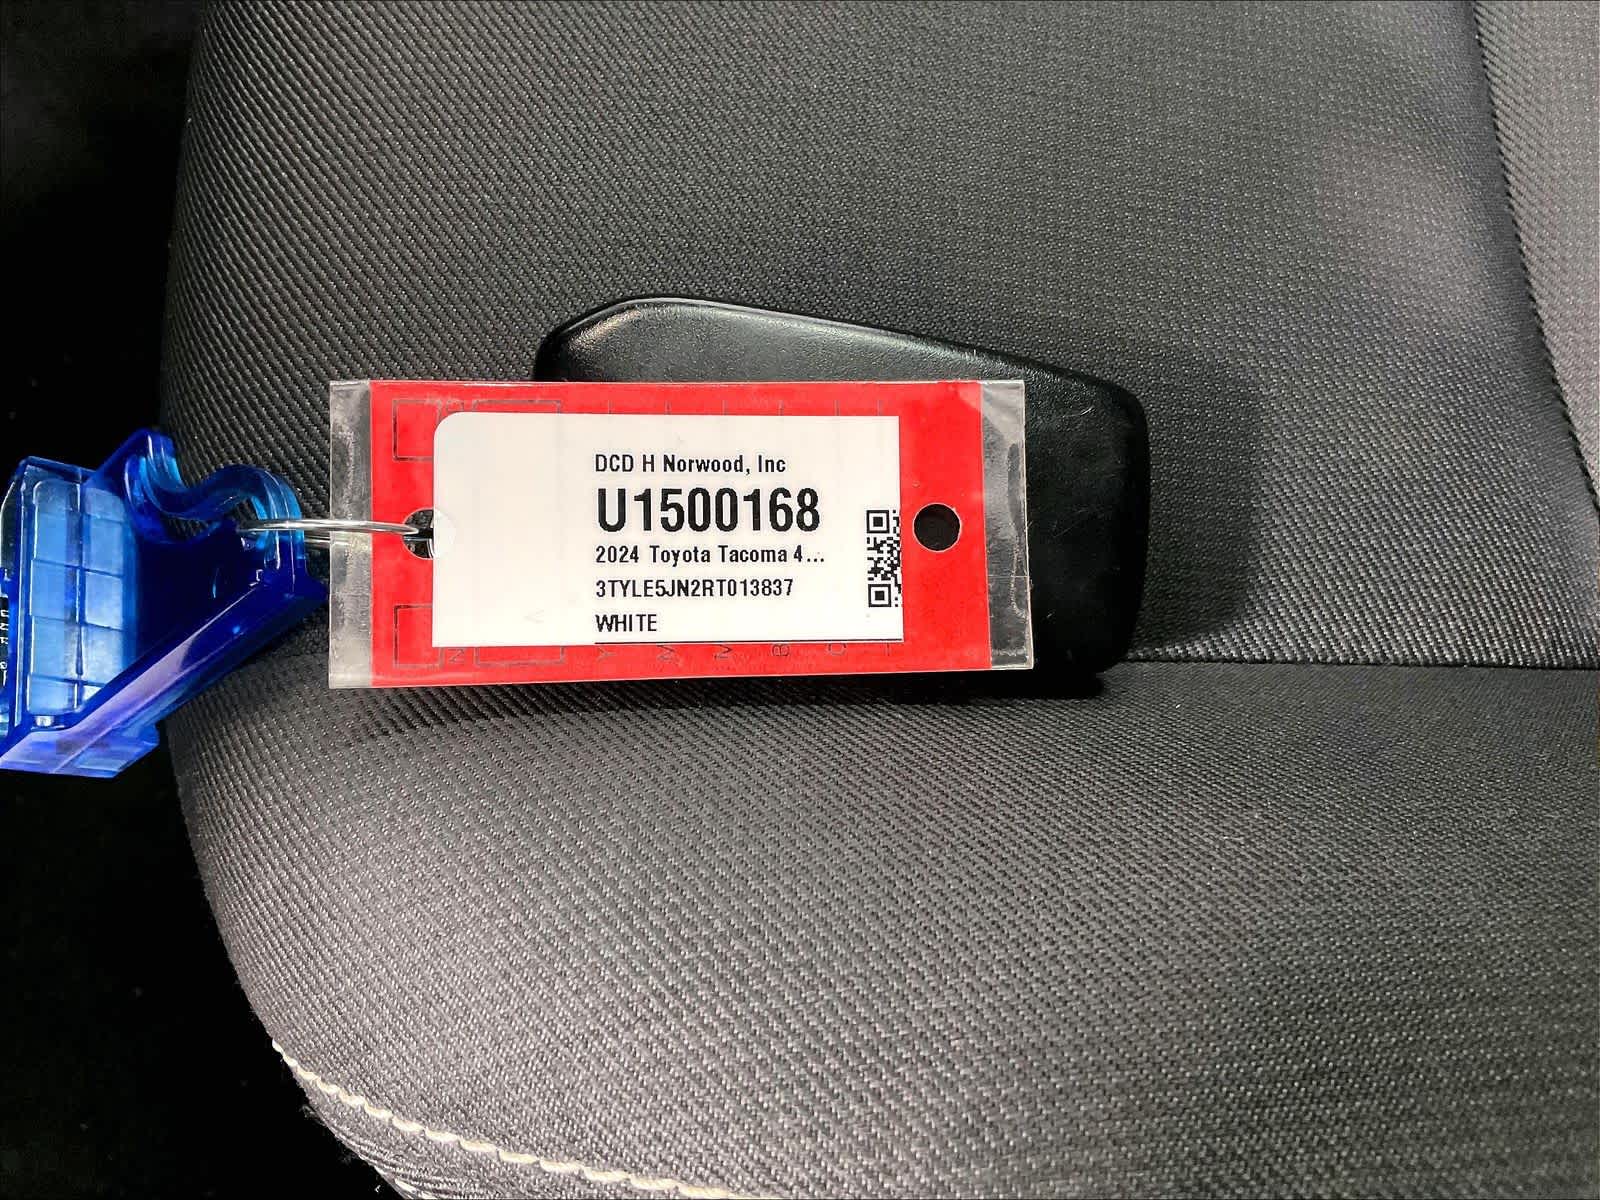 DCD H Norwood, Inc
U1500168
2024 Toyota Tacoma 4...
3TYLE5JN2RT013837
WHITE